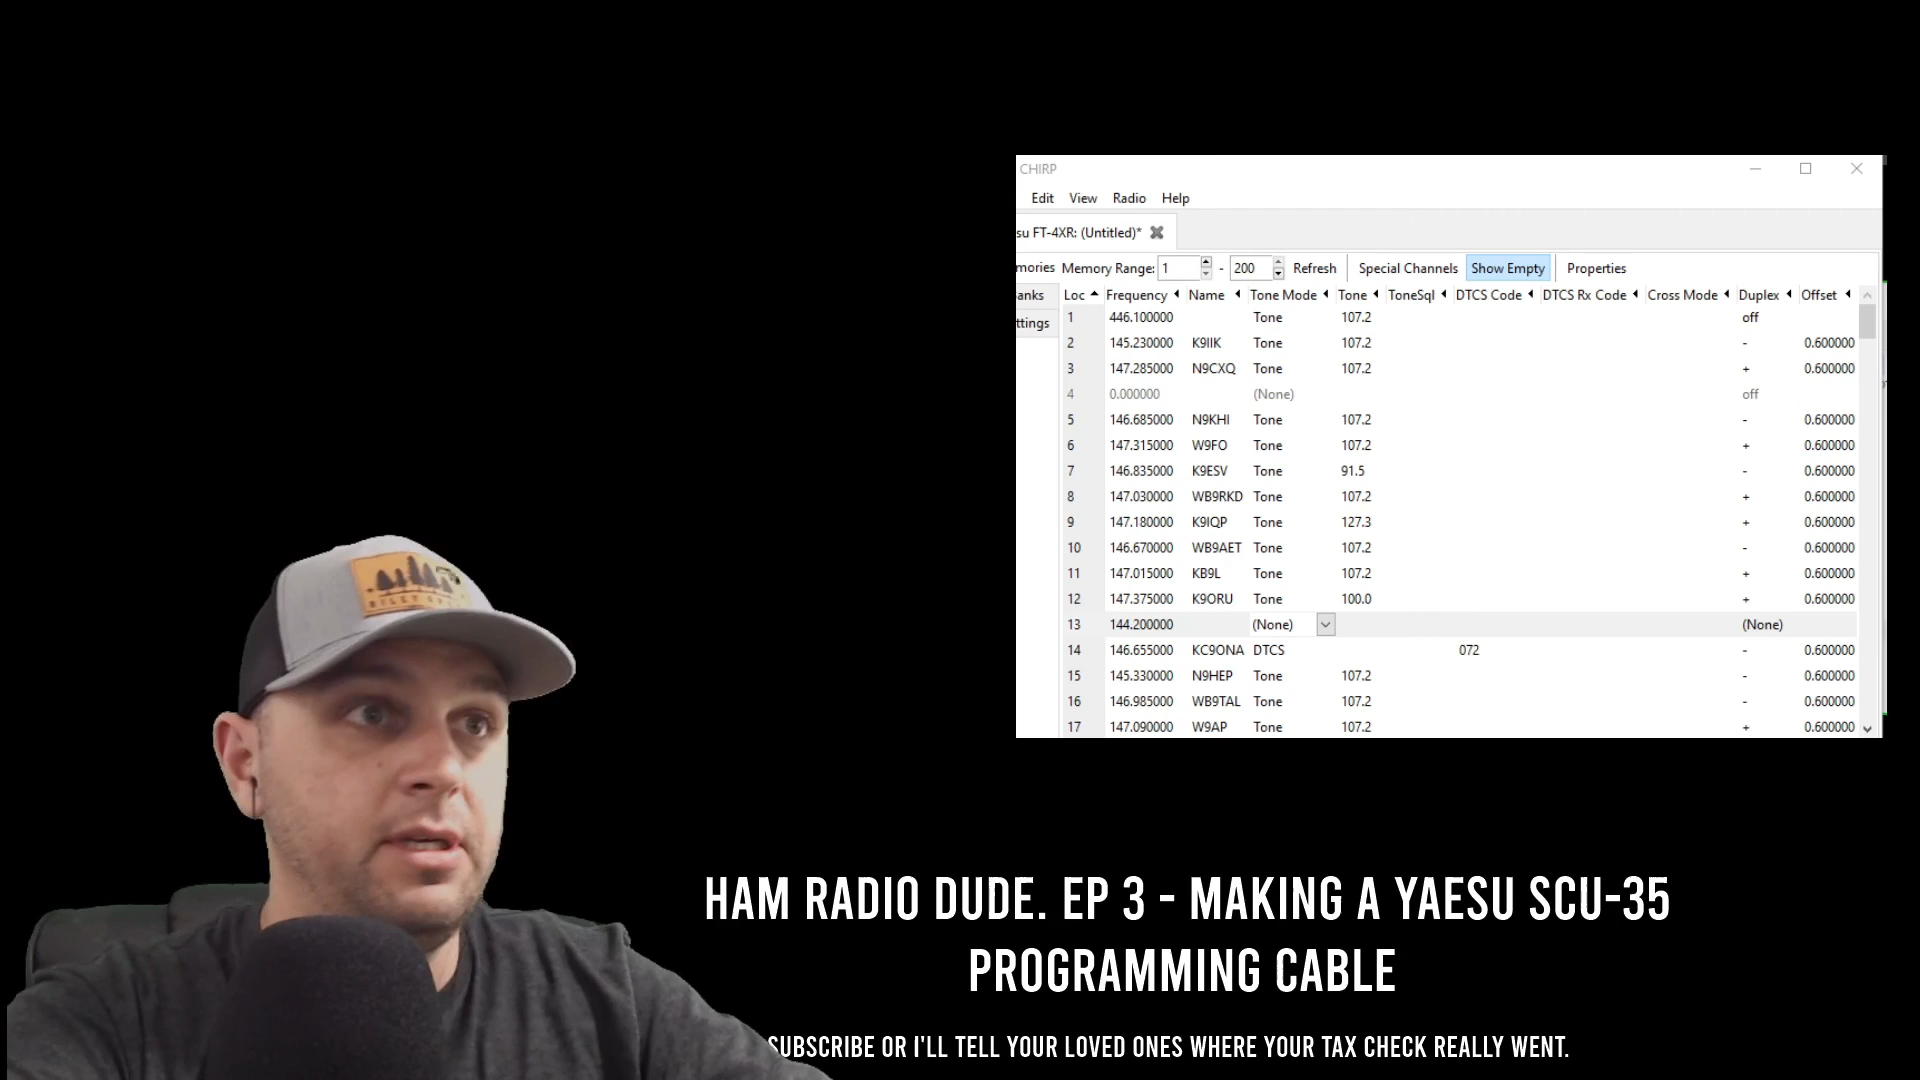 CHIRP
Edit View Radio Help
su FT-4XR: (Untitled)*
mories Memory Range: 1 - 200 Refresh Special Channels Show Empty Properties
anks Loc Frequency Name Tone Mode Tone ToneSql DTCS Code DTCS Rx Code Cross Mode Duplex Offset
ttings
1 446.100000 Tone 107.2 off
2 145.230000 K9IIK Tone 107.2 - 0.600000
3 147.285000 N9CXQ Tone 107.2 + 0.600000
4 0.000000 (None) off
5 146.685000 N9KHI Tone 107.2 - 0.600000
6 147.315000 W9FO Tone 107.2 + 0.600000
7 146.835000 K9ESV Tone 91.5 - 0.600000
8 147.030000 WB9RKD Tone 107.2 + 0.600000
9 147.180000 K9IQP Tone 127.3 + 0.600000
10 146.670000 WB9AET Tone 107.2 - 0.600000
11 147.015000 KB9L Tone 107.2 + 0.600000
12 147.375000 K9ORU Tone 100.0 + 0.600000
13 144.200000 (None) (None)
14 146.655000 KC9ONA DTCS 072 - 0.600000
15 145.330000 N9HEP Tone 107.2 - 0.600000
16 146.985000 WB9TAL Tone 107.2 - 0.600000
17 147.090000 W9AP Tone 107.2 + 0.600000
HAM RADIO DUDE. EP 3 - MAKING A YAESU SCU-35
PROGRAMMING CABLE
SUBSCRIBE OR I'LL TELL YOUR LOVED ONES WHERE YOUR TAX CHECK REALLY WENT.